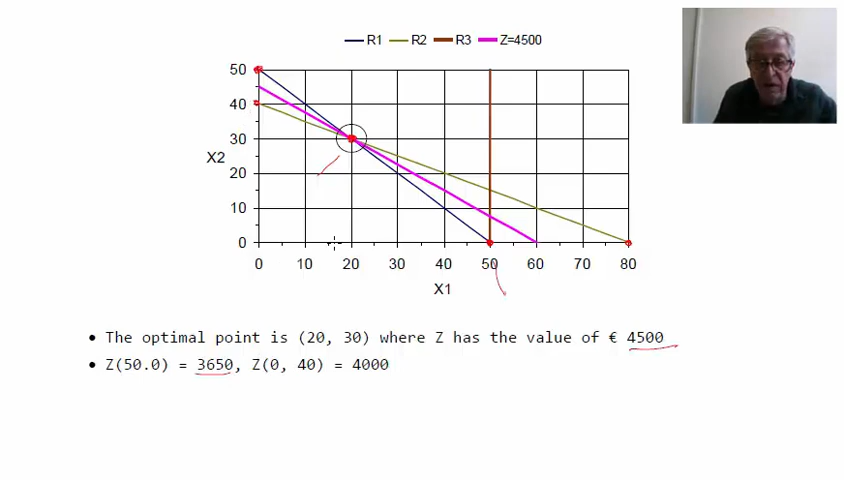 R1 R2 R3 Z=4500
50
40
30
X2
20
10
0
0 10 20 30 40 50 60 70 80
X1
• The optimal point is (20, 30) where Z has the value of € 4500
• Z(50.0) = 3650, Z(0, 40) = 4000